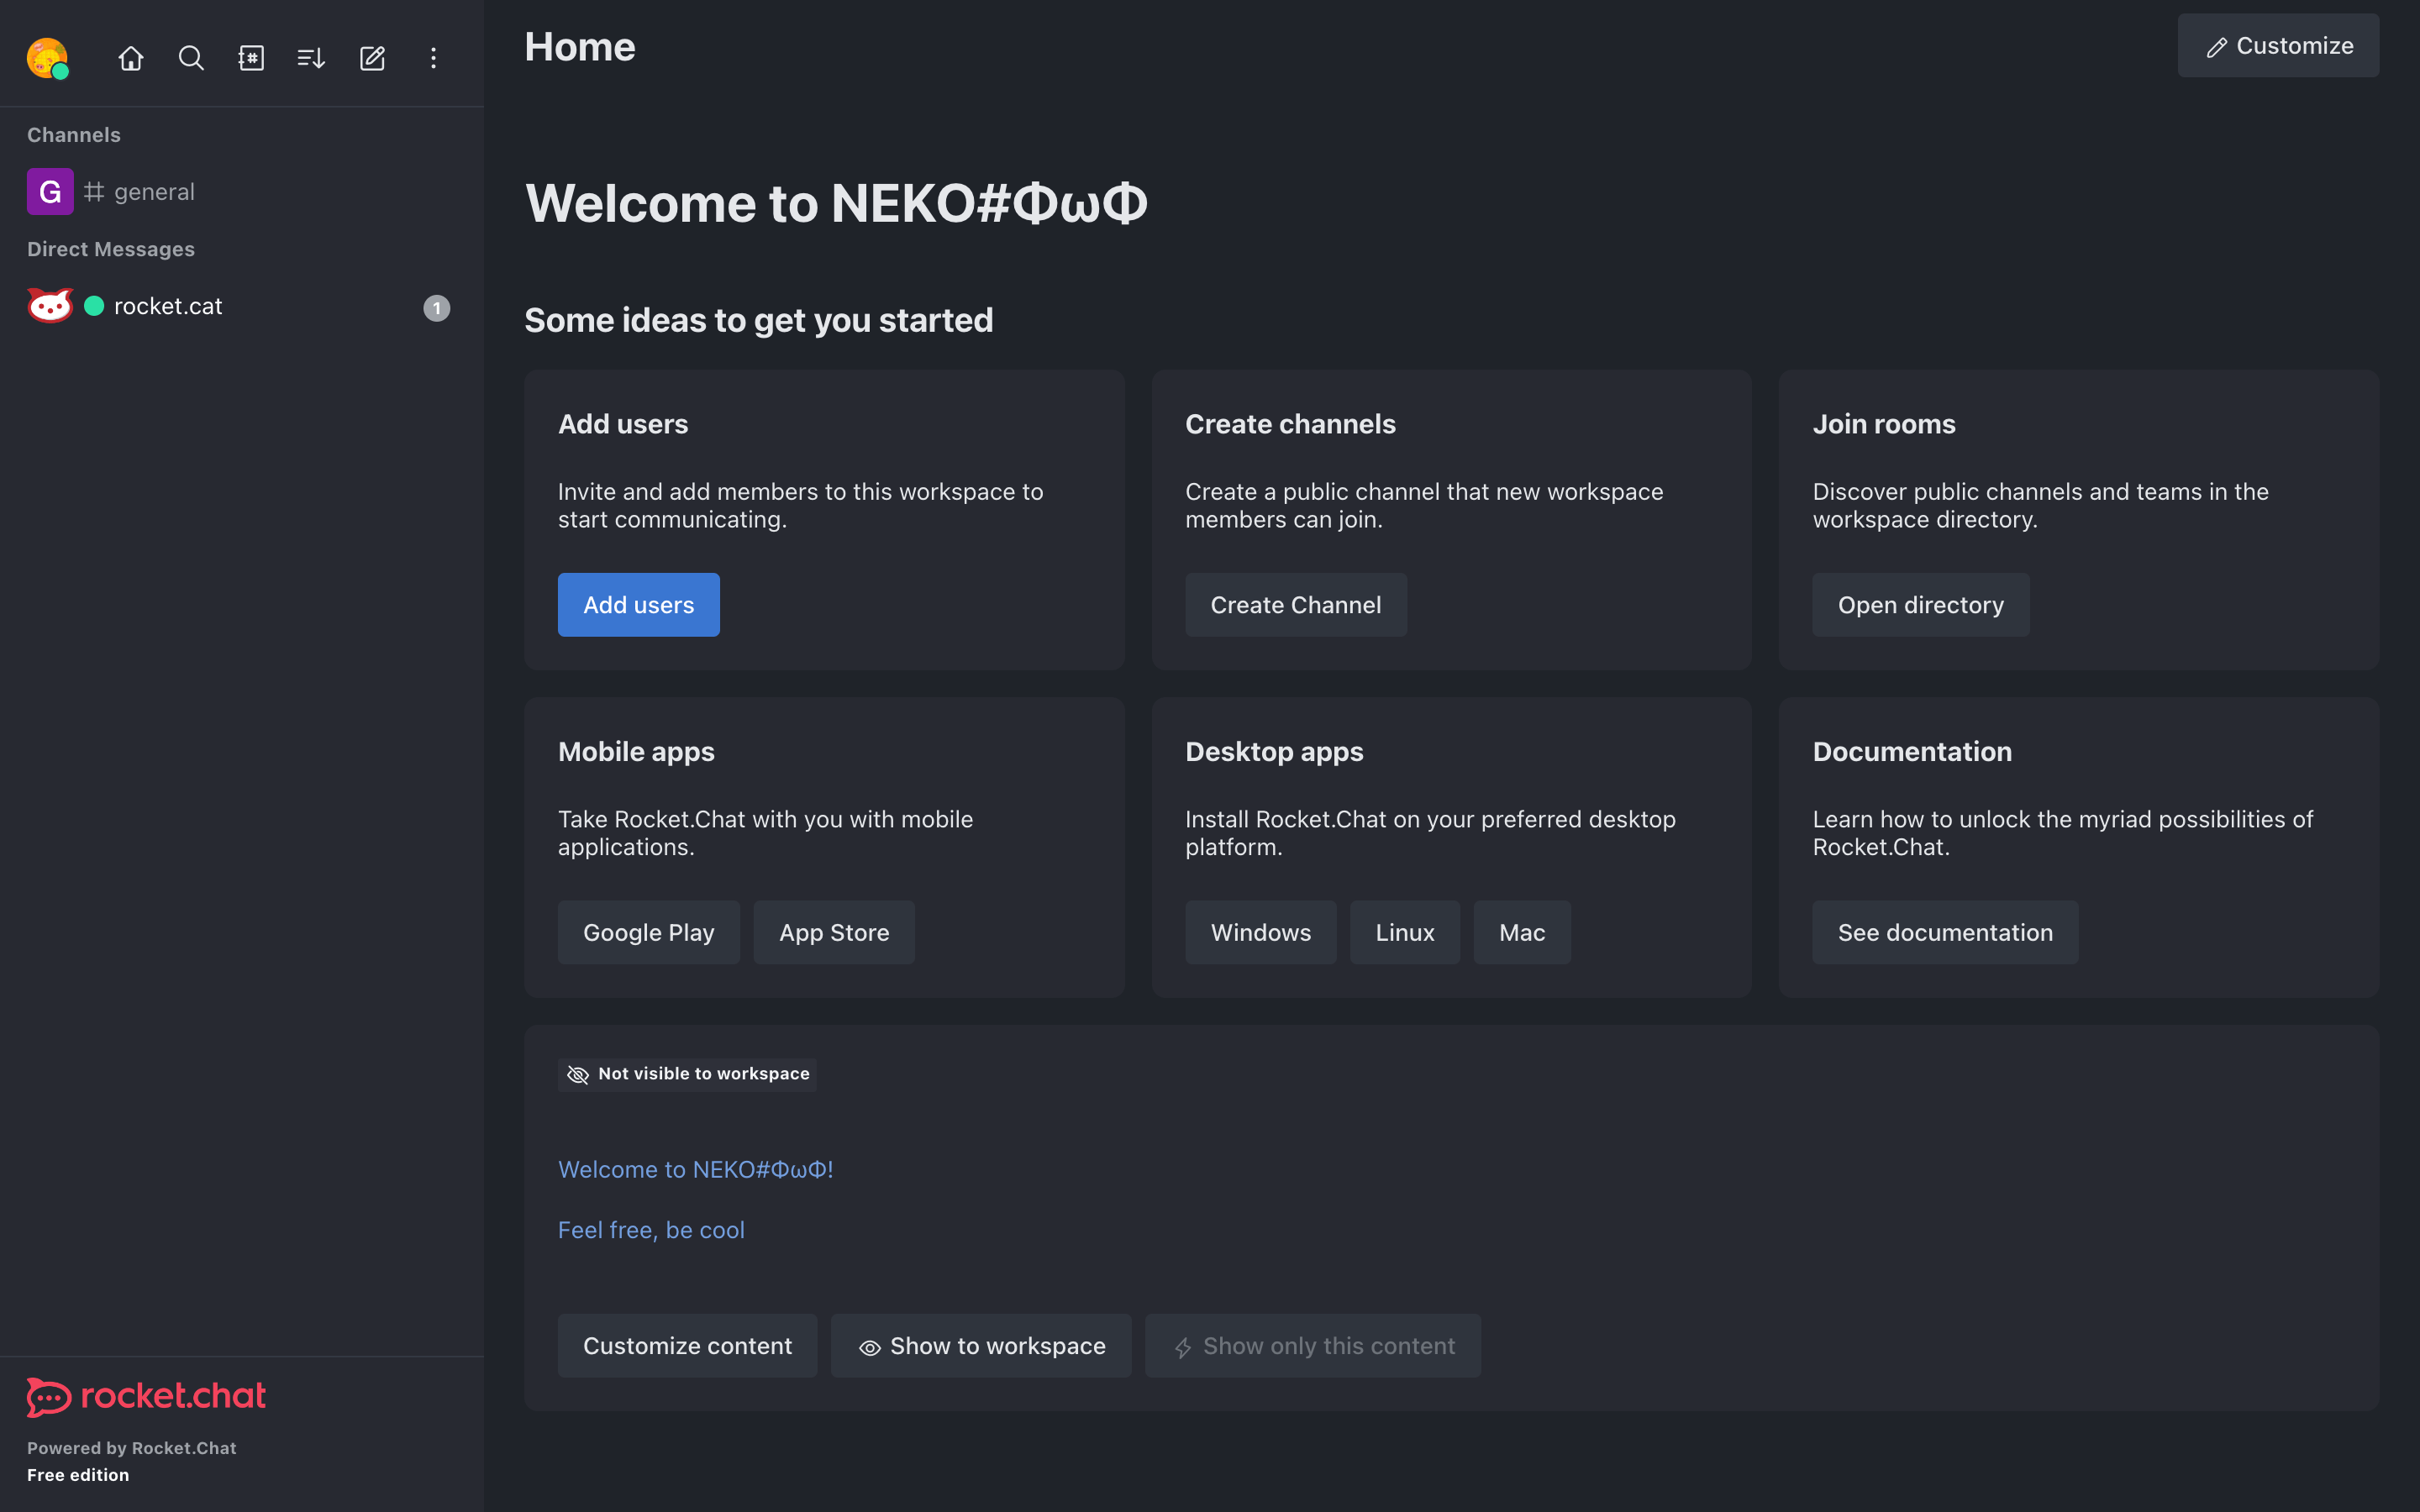 Home
Customize
Channels
G
general
Direct Messages
rocket.cat
1
Welcome to NEKO#ΦωΦ
Some ideas to get you started
Add users
Invite and add members to this workspace to
start communicating.
Add users
Create channels
Create a public channel that new workspace
members can join.
Create Channel
Join rooms
Discover public channels and teams in the
workspace directory.
Open directory
Mobile apps
Take Rocket.Chat with you with mobile
applications.
Google Play
App Store
Desktop apps
Install Rocket.Chat on your preferred desktop
platform.
Windows
Linux
Mac
Documentation
Learn how to unlock the myriad possibilities of
Rocket.Chat.
See documentation
Not visible to workspace
Welcome to NEKO#ΦωΦ!
Feel free, be cool
Customize content
Show to workspace
Show only this content
rocket.chat
Powered by Rocket.Chat
Free edition